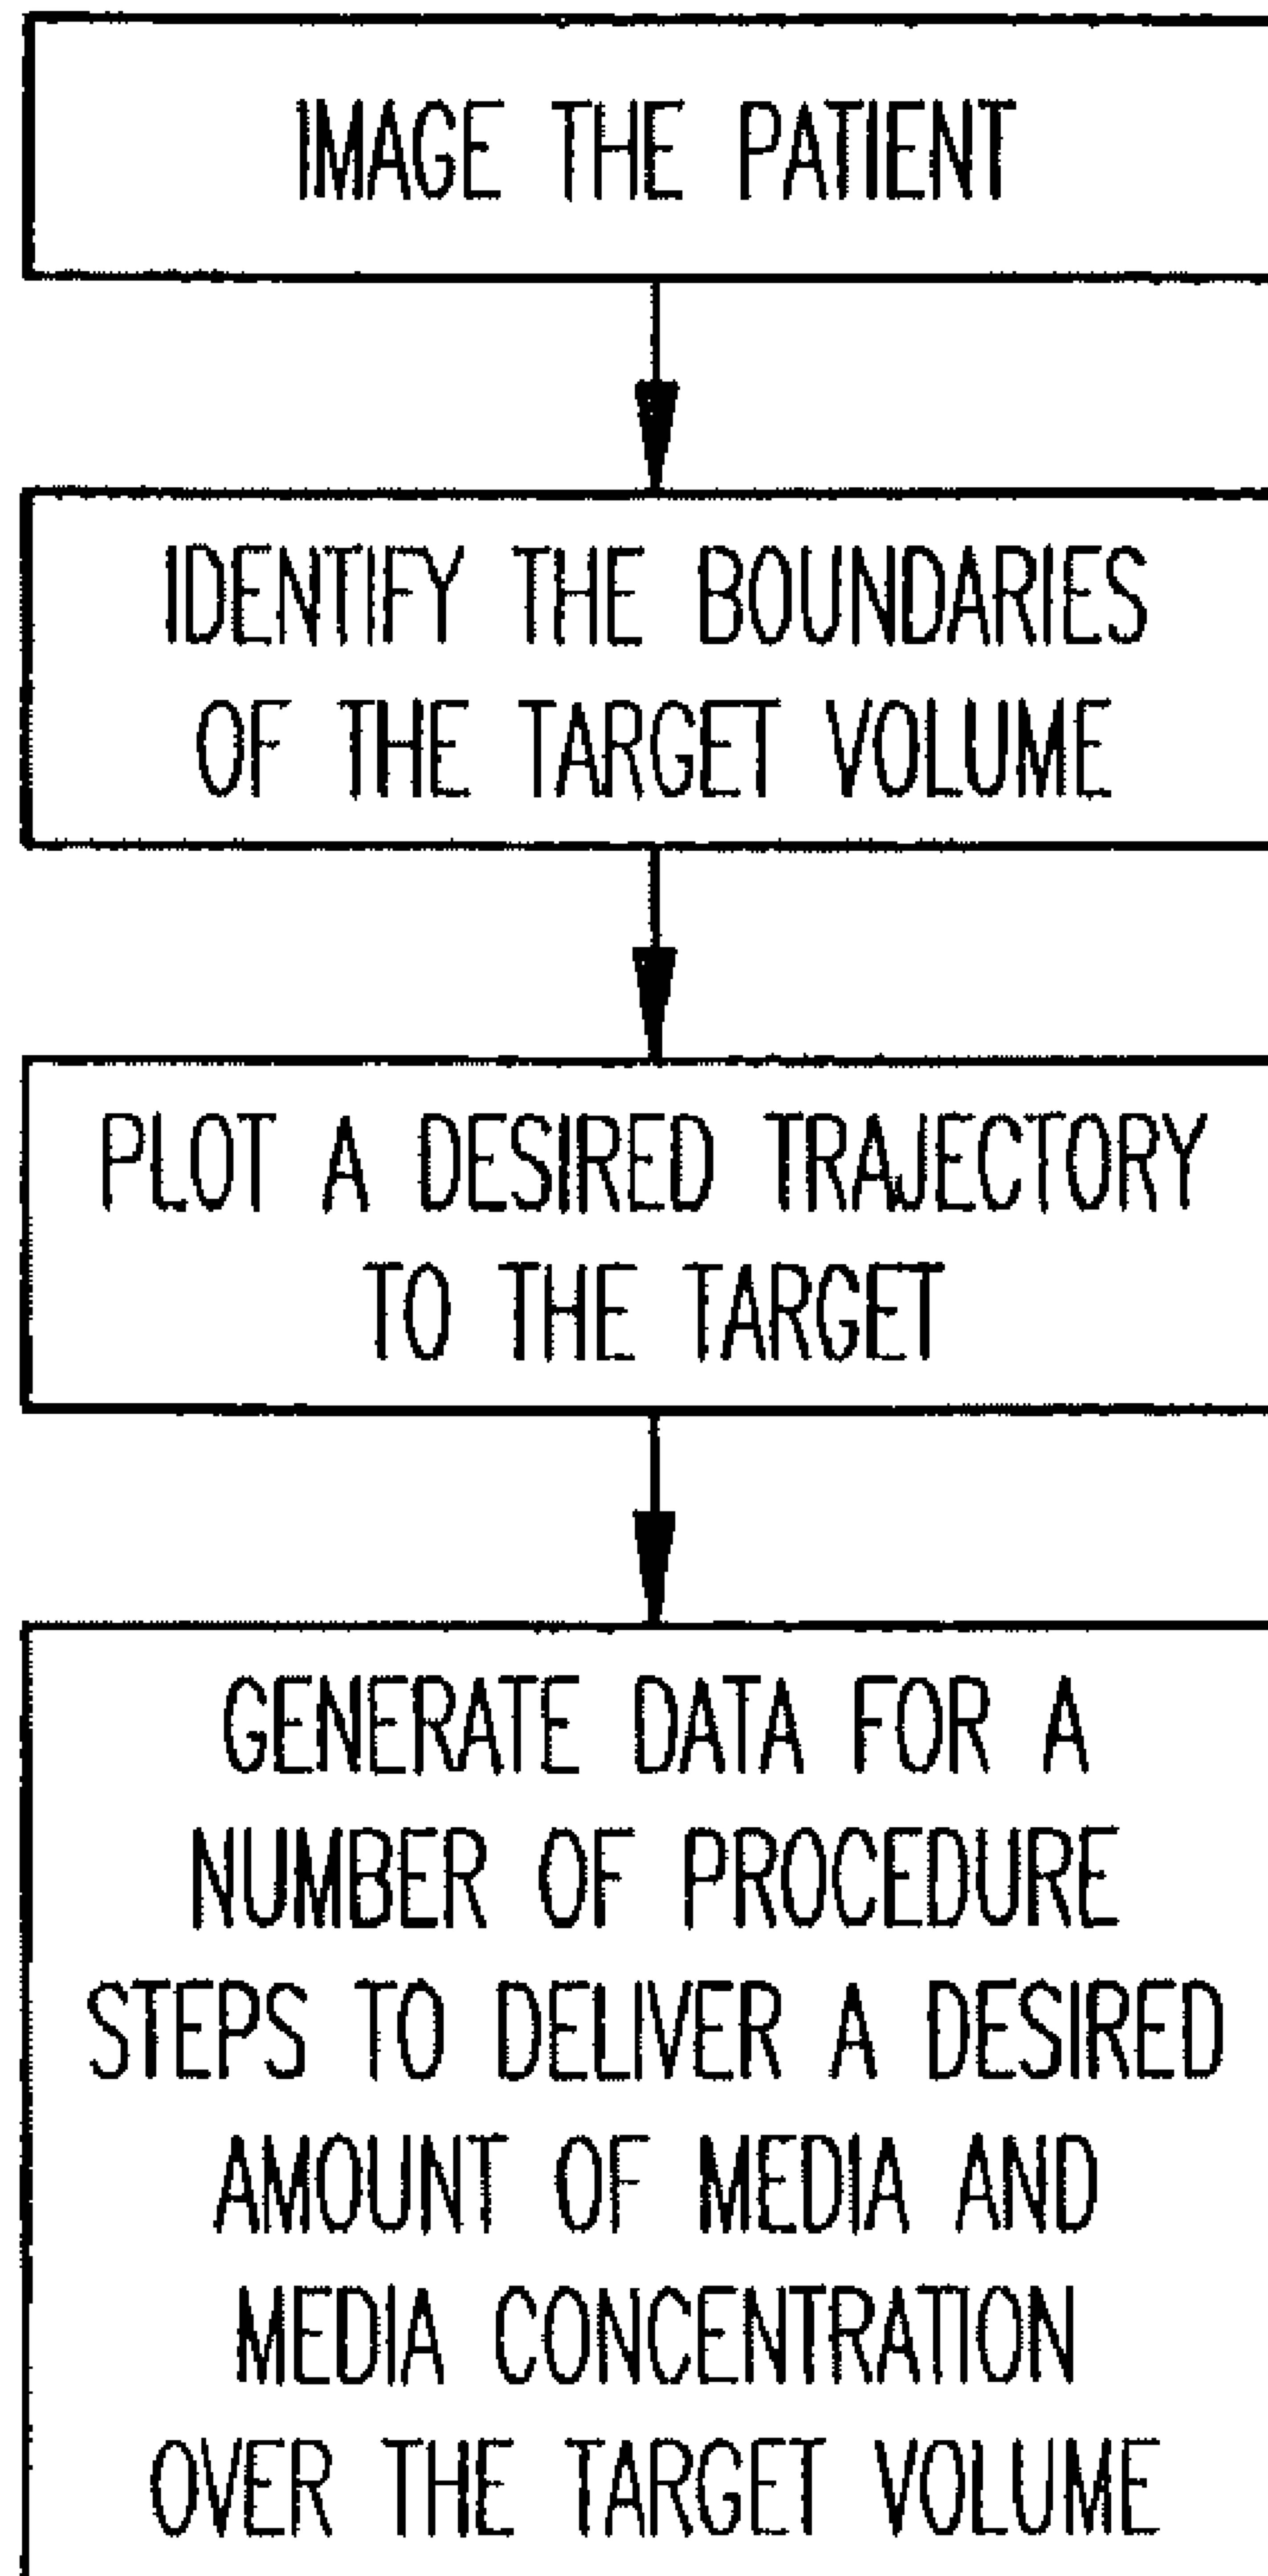 IMAGE THE PATIENT
IDENTIFY THE BOUNDARIES
OF THE TARGET VOLUME
PLOT A DESIRED TRAJECTORY
TO THE TARGET
GENERATE DATA FOR A
NUMBER OF PROCEDURE
STEPS TO DELIVER A DESIRED
AMOUNT OF MEDIA AND
MEDIA CONCENTRATION
OVER THE TARGET VOLUME